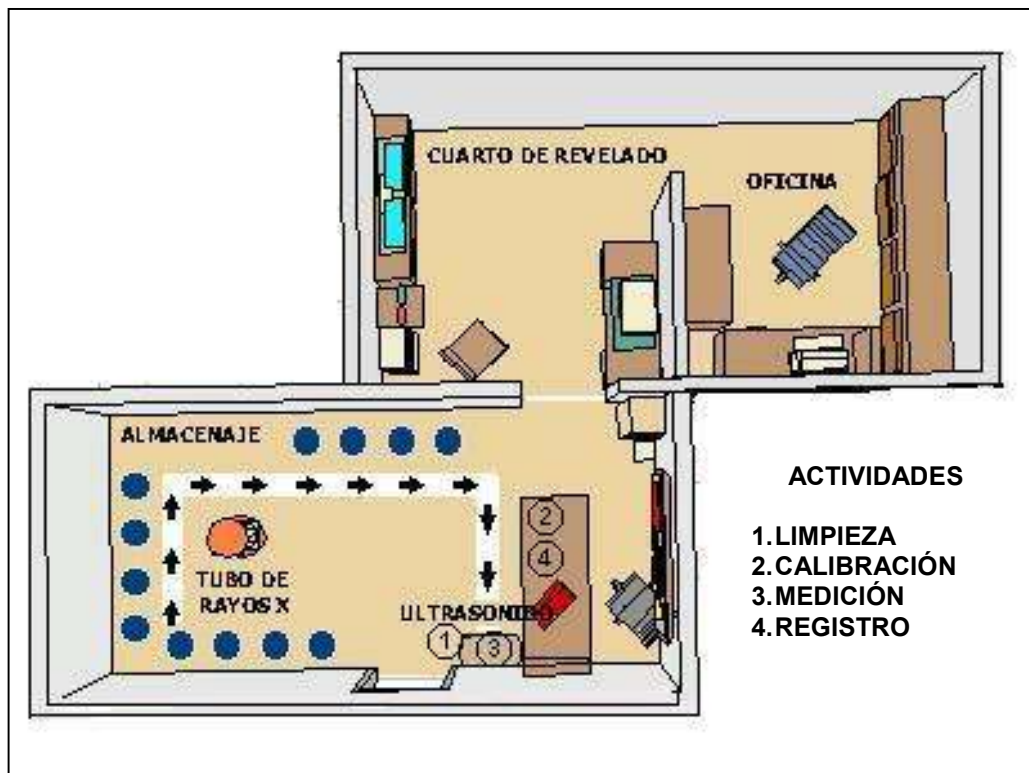 CUARTO DE REVELADO
OFICINA
ALMACENAJE
TUBO DE
RAYOS X
ULTRASONIDO
2
4
1
3
ACTIVIDADES
1.LIMPIEZA
2.CALIBRACIÓN
3.MEDICIÓN
4.REGISTRO